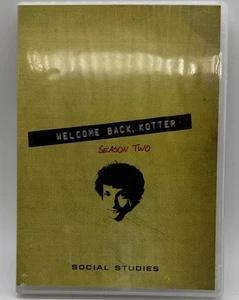 WELCOME BACK, KOTTER
SEASON TWO
SOCIAL STUDIES